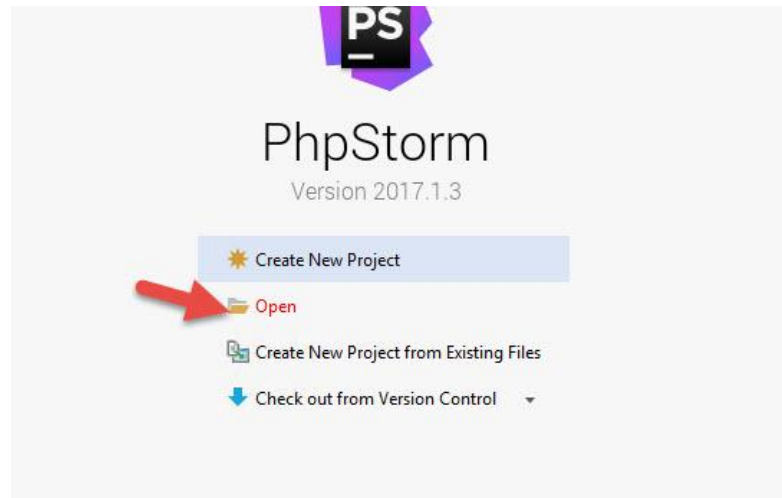 PS
PhpStorm
Version 2017.1.3
Create New Project
Open
Create New Project from Existing Files
Check out from Version Control